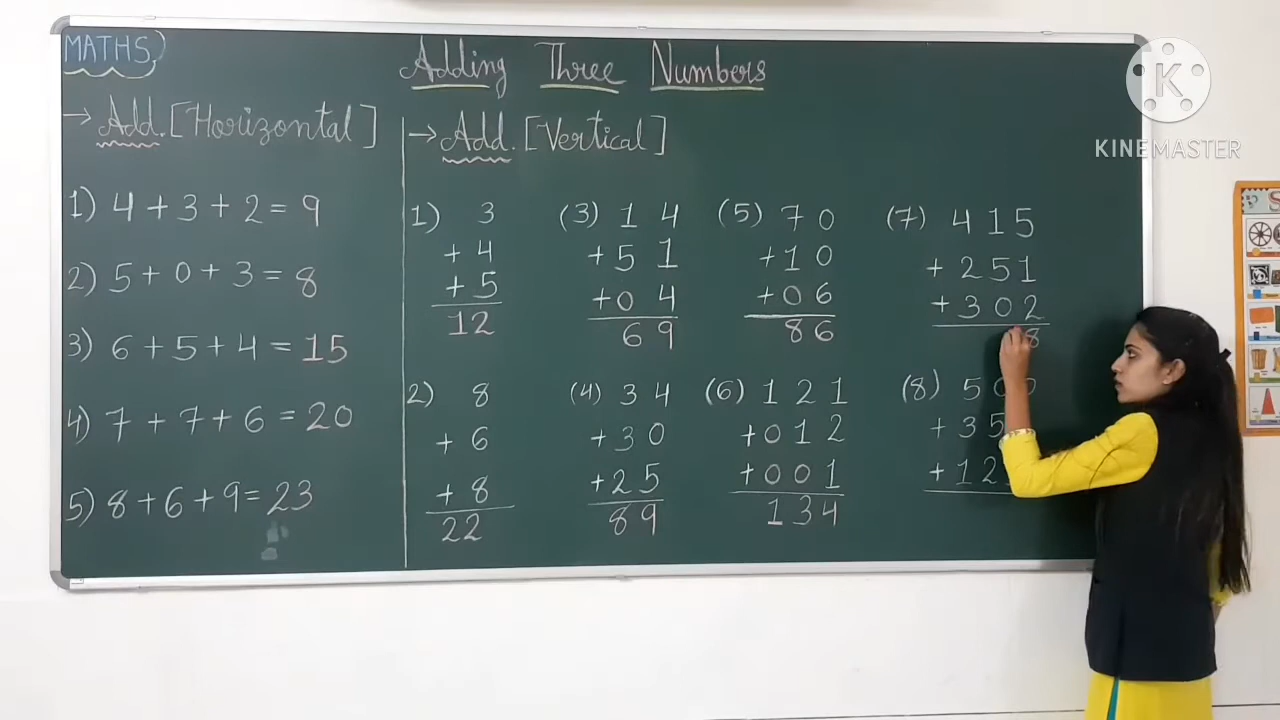 MATHS
Adding Three Numbers
→ Add. [Horizontal]
1) 4 + 3 + 2 = 9
2) 5 + 0 + 3 = 8
3) 6 + 5 + 4 = 15
4) 7 + 7 + 6 = 20
5) 8 + 6 + 9 = 23
→ Add. [Vertical]
1) 3
+ 4
+ 5
12
2) 8
+ 6
+ 8
22
(3) 1 4
+ 5 1
+ 0 4
6 9
(4) 3 4
+ 3 0
+ 2 5
8 9
(5) 7 0
+ 1 0
+ 0 6
8 6
(6) 1 2 1
+ 0 1 2
+ 0 0 1
1 3 4
(7) 4 1 5
+ 2 5 1
+ 3 0 2
8
(8) 5 0 0
+ 3 5
+ 1 2
KINEMASTER